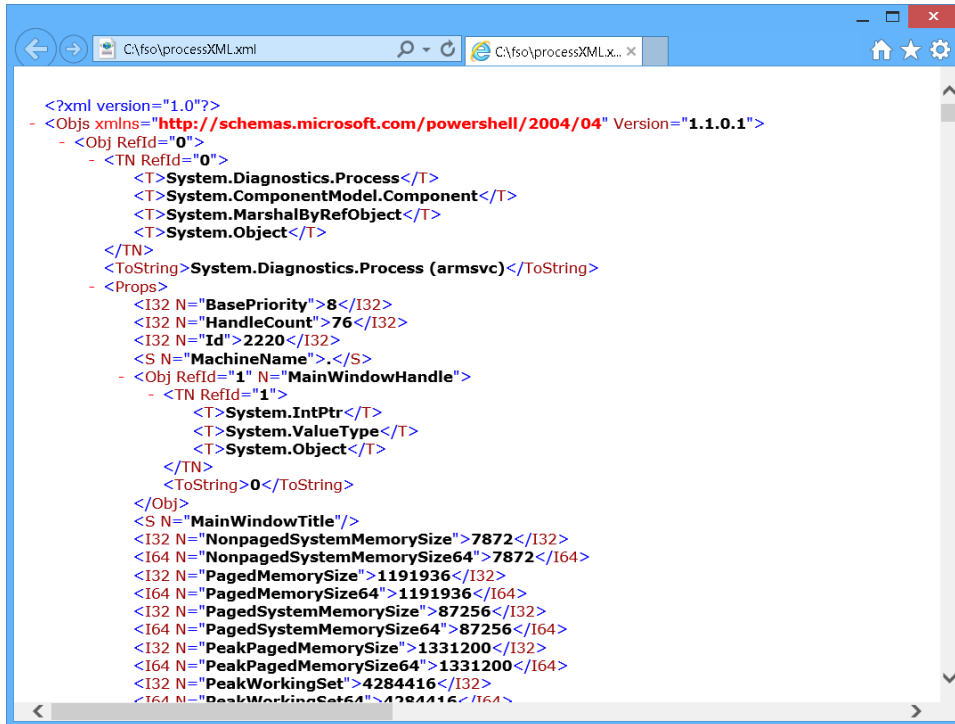 C:\fso\processXML.xml
C:\fso\processXML.x...
<?xml version="1.0"?>
- <Objs xmlns="http://schemas.microsoft.com/powershell/2004/04" Version="1.1.0.1">
- <Obj RefId="0">
- <TN RefId="0">
<T>System.Diagnostics.Process</T>
<T>System.ComponentModel.Component</T>
<T>System.MarshalByRefObject</T>
<T>System.Object</T>
</TN>
<ToString>System.Diagnostics.Process (armsvc)</ToString>
- <Props>
<I32 N="BasePriority">8</I32>
<I32 N="HandleCount">76</I32>
<I32 N="Id">2220</I32>
<S N="MachineName">.</S>
- <Obj RefId="1" N="MainWindowHandle">
- <TN RefId="1">
<T>System.IntPtr</T>
<T>System.ValueType</T>
<T>System.Object</T>
</TN>
<ToString>0</ToString>
</Obj>
<S N="MainWindowTitle"/>
<I32 N="NonpagedSystemMemorySize">7872</I32>
<I64 N="NonpagedSystemMemorySize64">7872</I64>
<I32 N="PagedMemorySize">1191936</I32>
<I64 N="PagedMemorySize64">1191936</I64>
<I32 N="PagedSystemMemorySize">87256</I32>
<I64 N="PagedSystemMemorySize64">87256</I64>
<I32 N="PeakPagedMemorySize">1331200</I32>
<I64 N="PeakPagedMemorySize64">1331200</I64>
<I32 N="PeakWorkingSet">4284416</I32>
<I64 N="PeakWorkingSet64">4284416</I64>